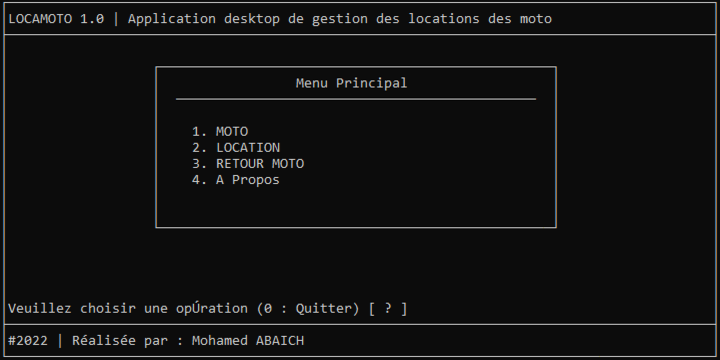 LOCAMOTO 1.0 | Application desktop de gestion des locations des moto
Menu Principal
1. MOTO
2. LOCATION
3. RETOUR MOTO
4. A Propos
Veuillez choisir une opÚration (0 : Quitter) [ ? ]
#2022 | Réalisée par : Mohamed ABAICH